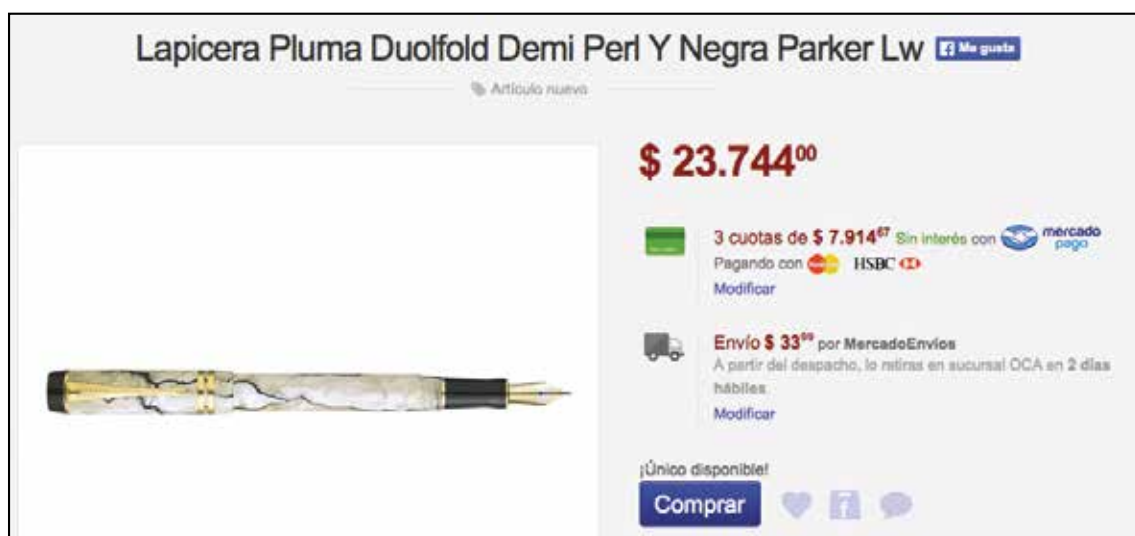 Lapicera Pluma Duolfold Demi Perl Y Negra Parker Lw f Me gusta
Artículo nuevo
$ 23.744⁰⁰
3 cuotas de $ 7.914⁶⁷ Sin interés con mercado pago
Pagando con HSBC
Modificar
Envío $ 33⁹⁹ por MercadoEnvíos
A partir del despacho, lo retiras en sucursal OCA en 2 días
hábiles
Modificar
¡Único disponible!
Comprar